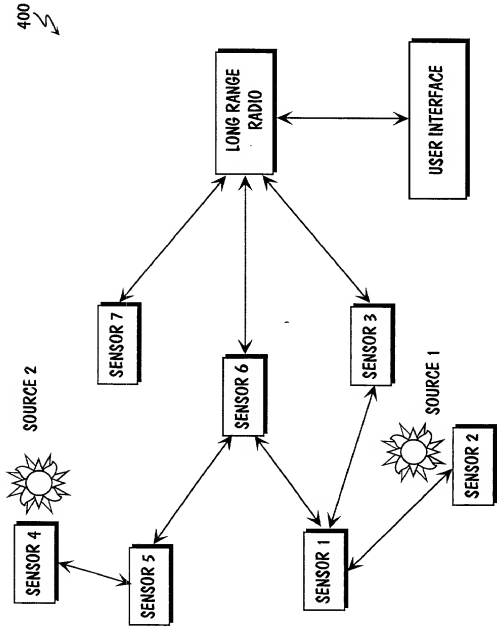 400
SOURCE 2
SENSOR 4
SENSOR 7
SENSOR 5
SENSOR 6
LONG RANGE
RADIO
SENSOR 1
SENSOR 3
SOURCE 1
SENSOR 2
USER INTERFACE